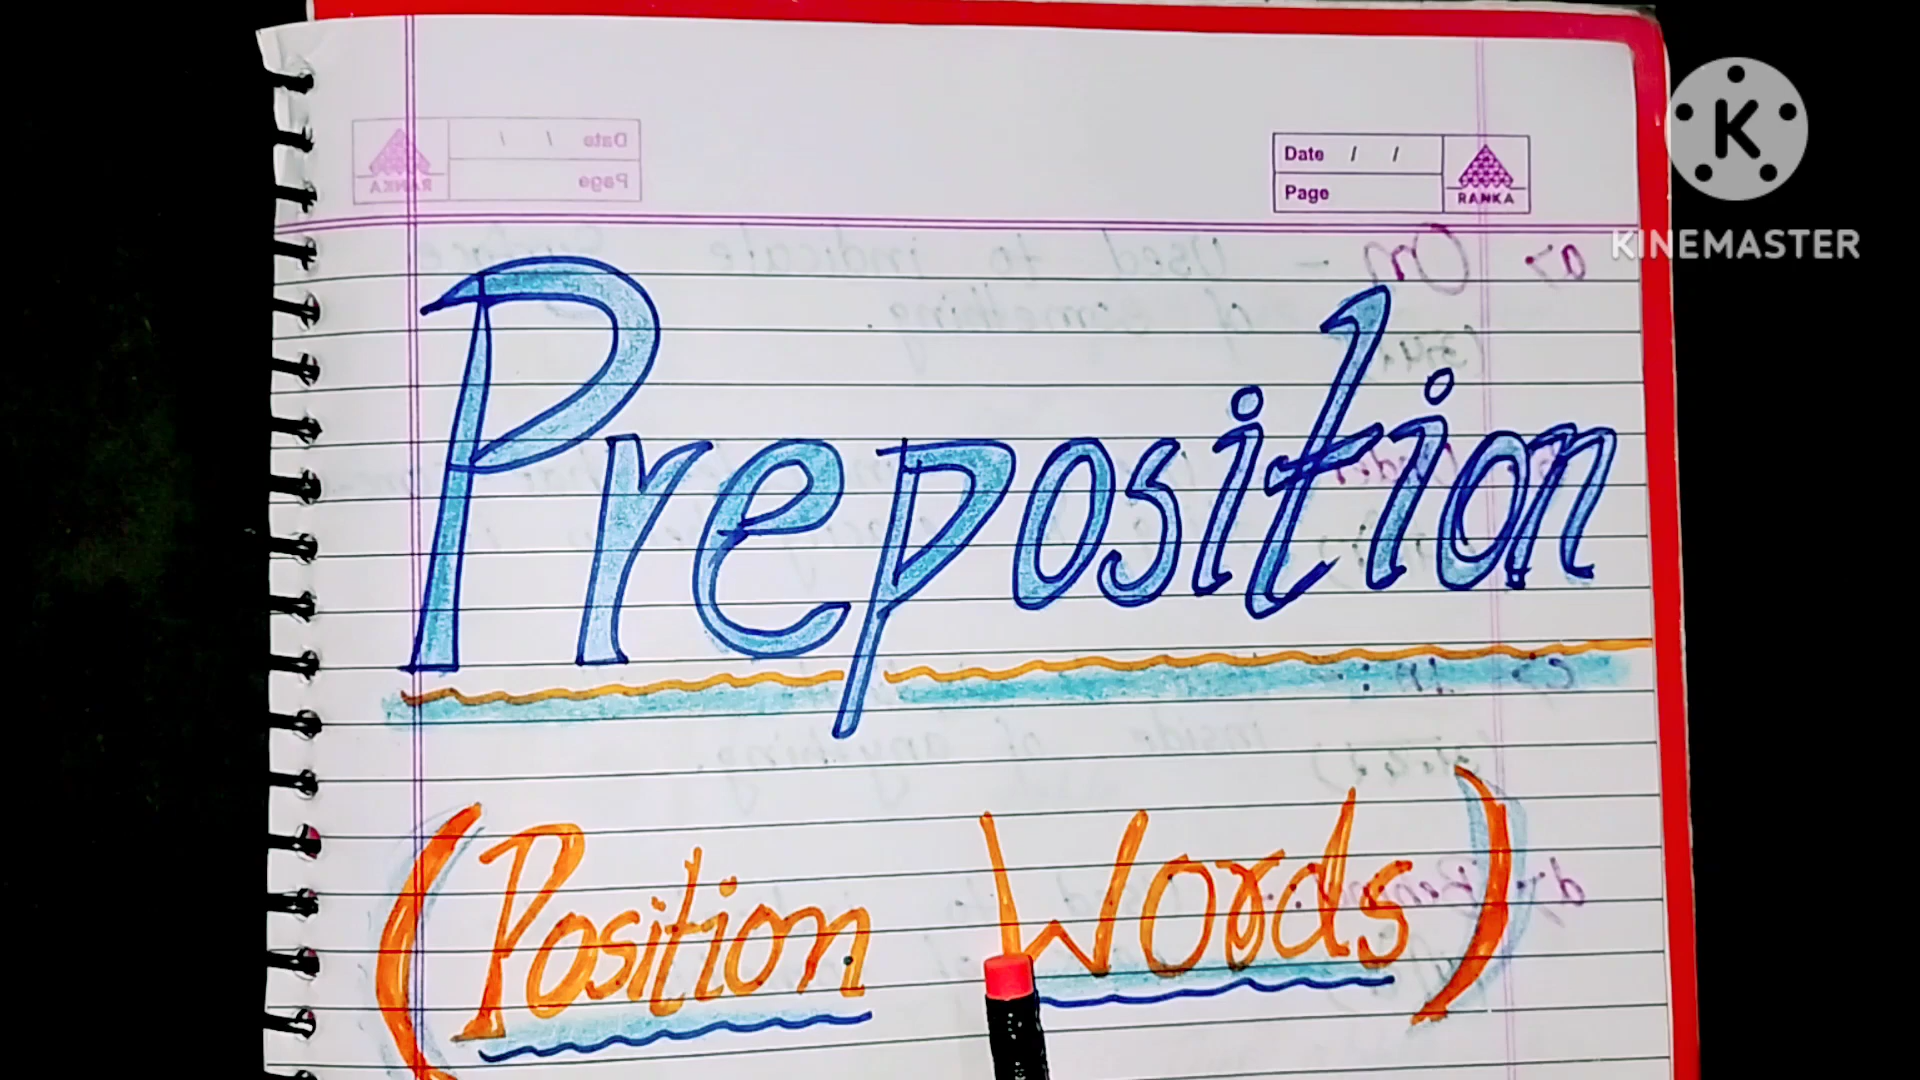 Date / /
Page
RANKA
KINEMASTER
Preposition
(Position Words)